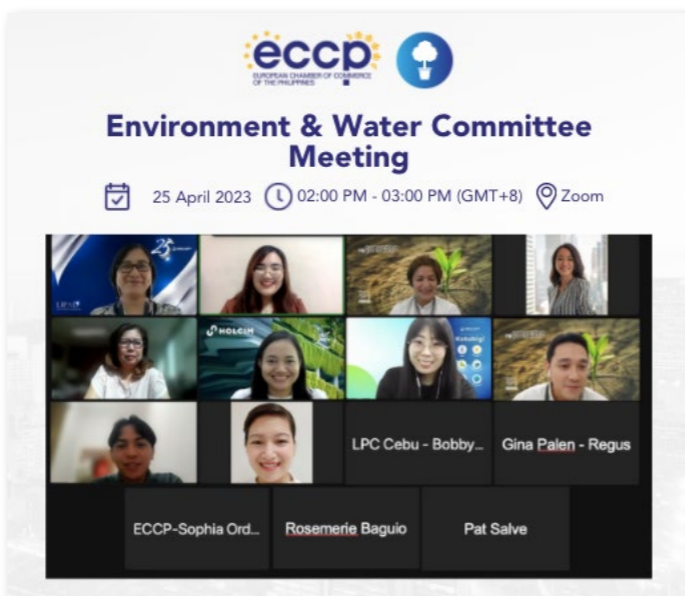 eccp
EUROPEAN CHAMBER OF COMMERCE
OF THE PHILIPPINES
Environment & Water Committee
Meeting
25 April 2023 02:00 PM - 03:00 PM (GMT+8) Zoom
HOLCIM
LPC Cebu - Bobby...
Gina Palen - Regus
ECCP-Sophia Ord...
Rosemerie Baguio
Pat Salve